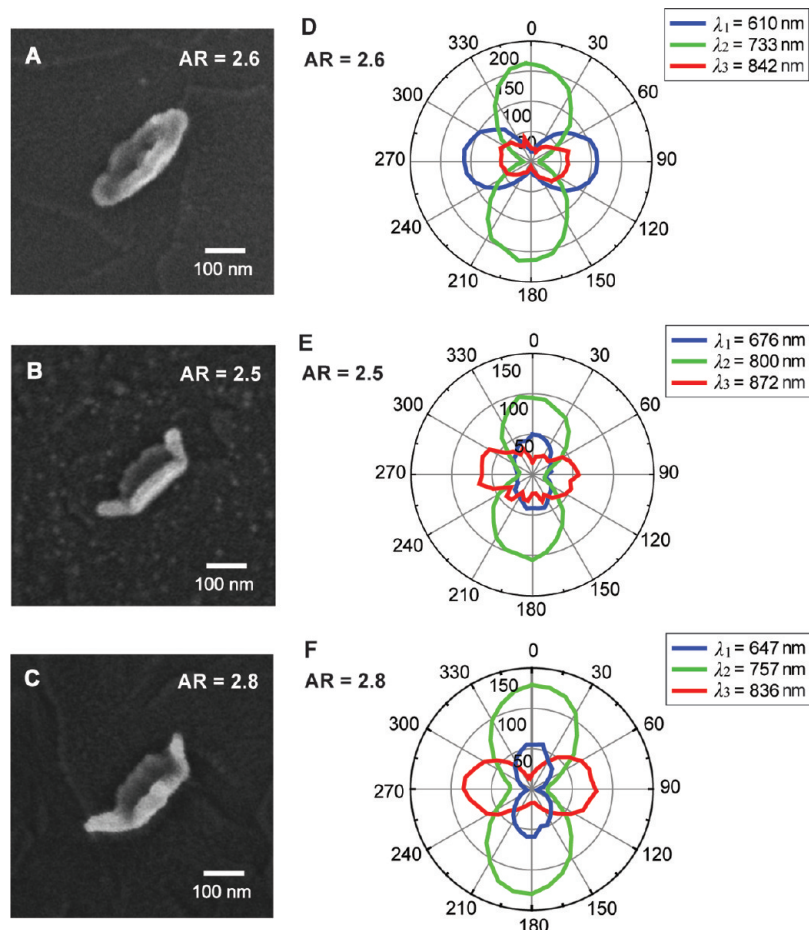 A
AR = 2.6
100 nm
D
AR = 2.6
λ1 = 610 nm
λ2 = 733 nm
λ3 = 842 nm
0
30
60
90
120
150
180
210
240
270
300
330
200
150
100
50
B
AR = 2.5
100 nm
E
AR = 2.5
λ1 = 676 nm
λ2 = 800 nm
λ3 = 872 nm
0
30
60
90
120
150
180
210
240
270
300
330
150
100
50
C
AR = 2.8
100 nm
F
AR = 2.8
λ1 = 647 nm
λ2 = 757 nm
λ3 = 836 nm
0
30
60
90
120
150
180
210
240
270
300
330
150
100
50